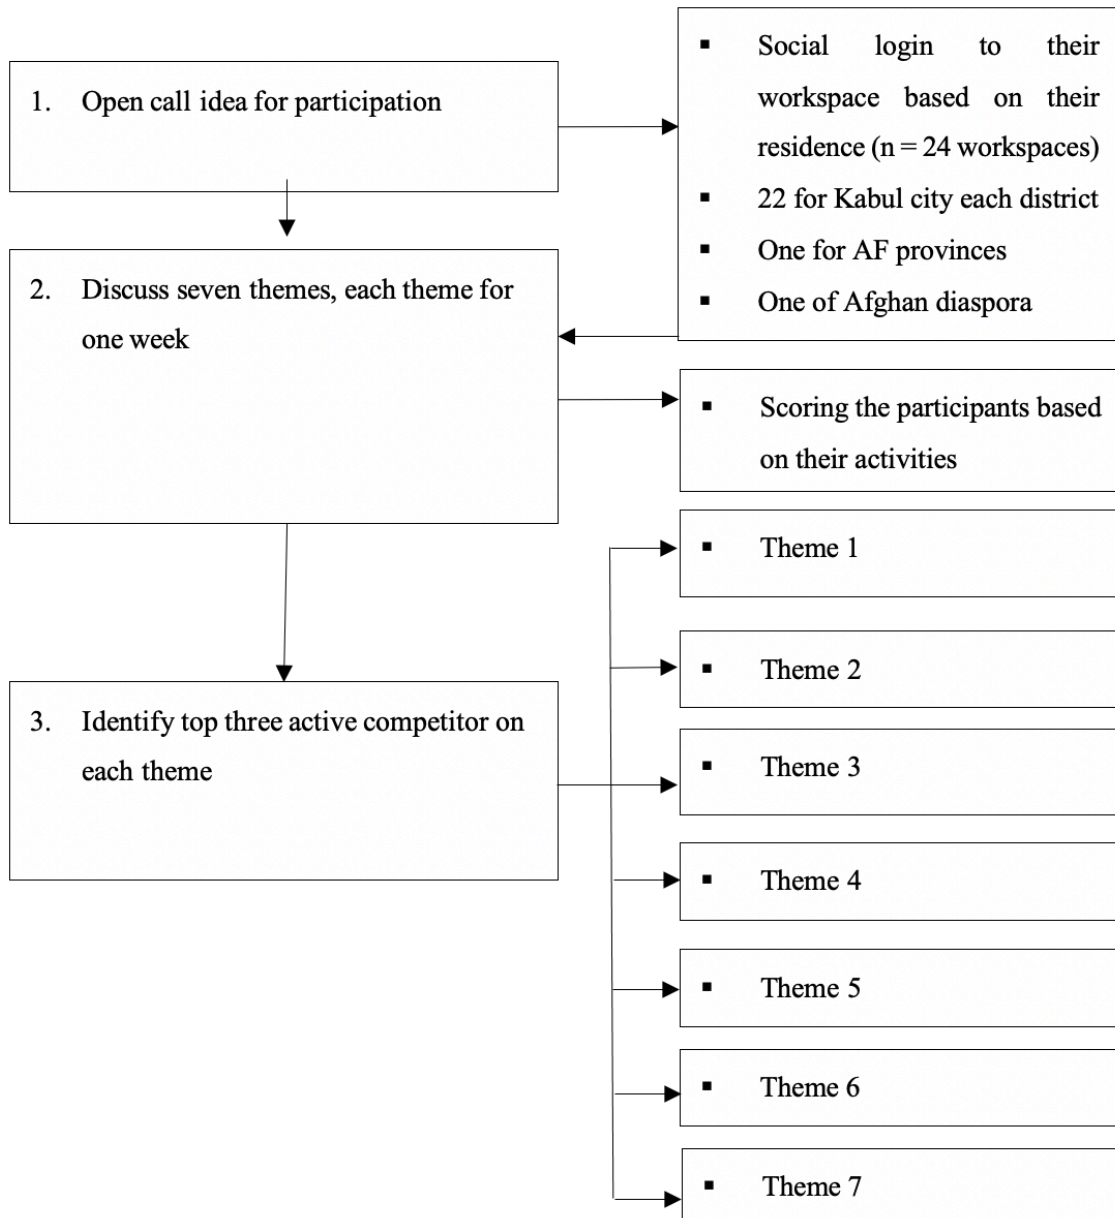 1. Open call idea for participation
▪ Social login to their
workspace based on their
residence (n = 24 workspaces)
▪ 22 for Kabul city each district
▪ One for AF provinces
▪ One of Afghan diaspora
2. Discuss seven themes, each theme for
one week
▪ Scoring the participants based
on their activities
3. Identify top three active competitor on
each theme
▪ Theme 1
▪ Theme 2
▪ Theme 3
▪ Theme 4
▪ Theme 5
▪ Theme 6
▪ Theme 7